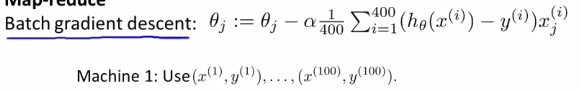 Map-reduce
Batch gradient descent: θ_j := θ_j − α \frac{1}{400} ∑_{i=1}^{400} (h_θ(x^{(i)}) − y^{(i)}) x_j^{(i)}
Machine 1: Use (x^{(1)}, y^{(1)}), . . . , (x^{(100)}, y^{(100)}).